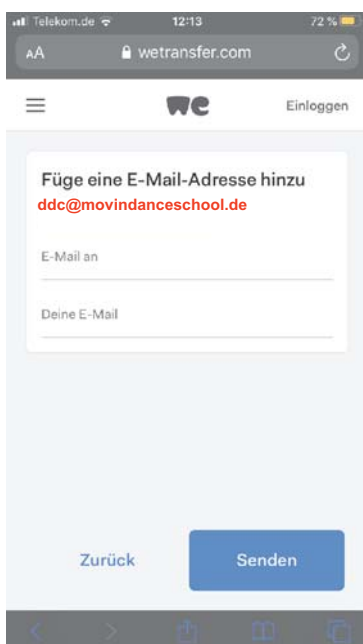 Telekom.de 12:13 72 %
AA wetransfer.com
we Einloggen
Füge eine E-Mail-Adresse hinzu
ddc@movindanceschool.de
E-Mail an
Deine E-Mail
Zurück Senden